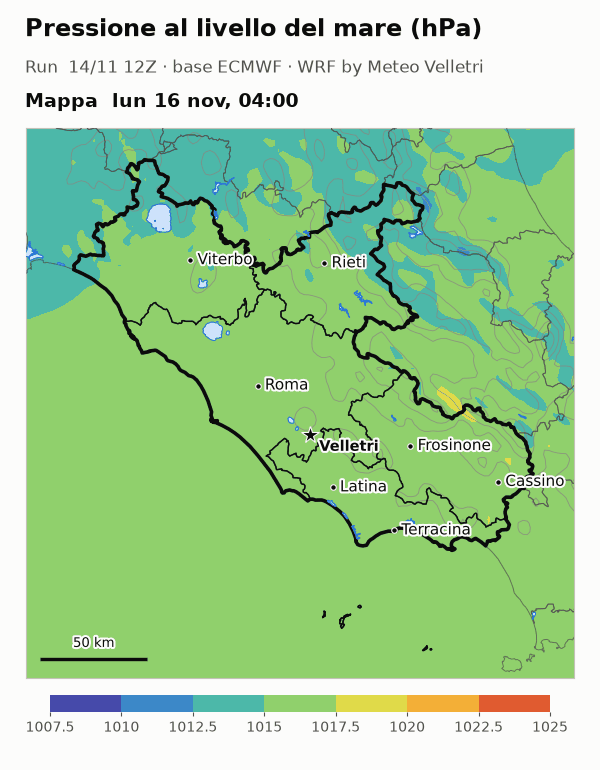 Pressione al livello del mare (hPa)
Run  14/11 12Z · base ECMWF · WRF by Meteo Velletri
Mappa  lun 16 nov, 04:00
Viterbo
Rieti
Roma
Velletri
Frosinone
Latina
Cassino
Terracina
50 km
1007.5 1010 1012.5 1015 1017.5 1020 1022.5 1025